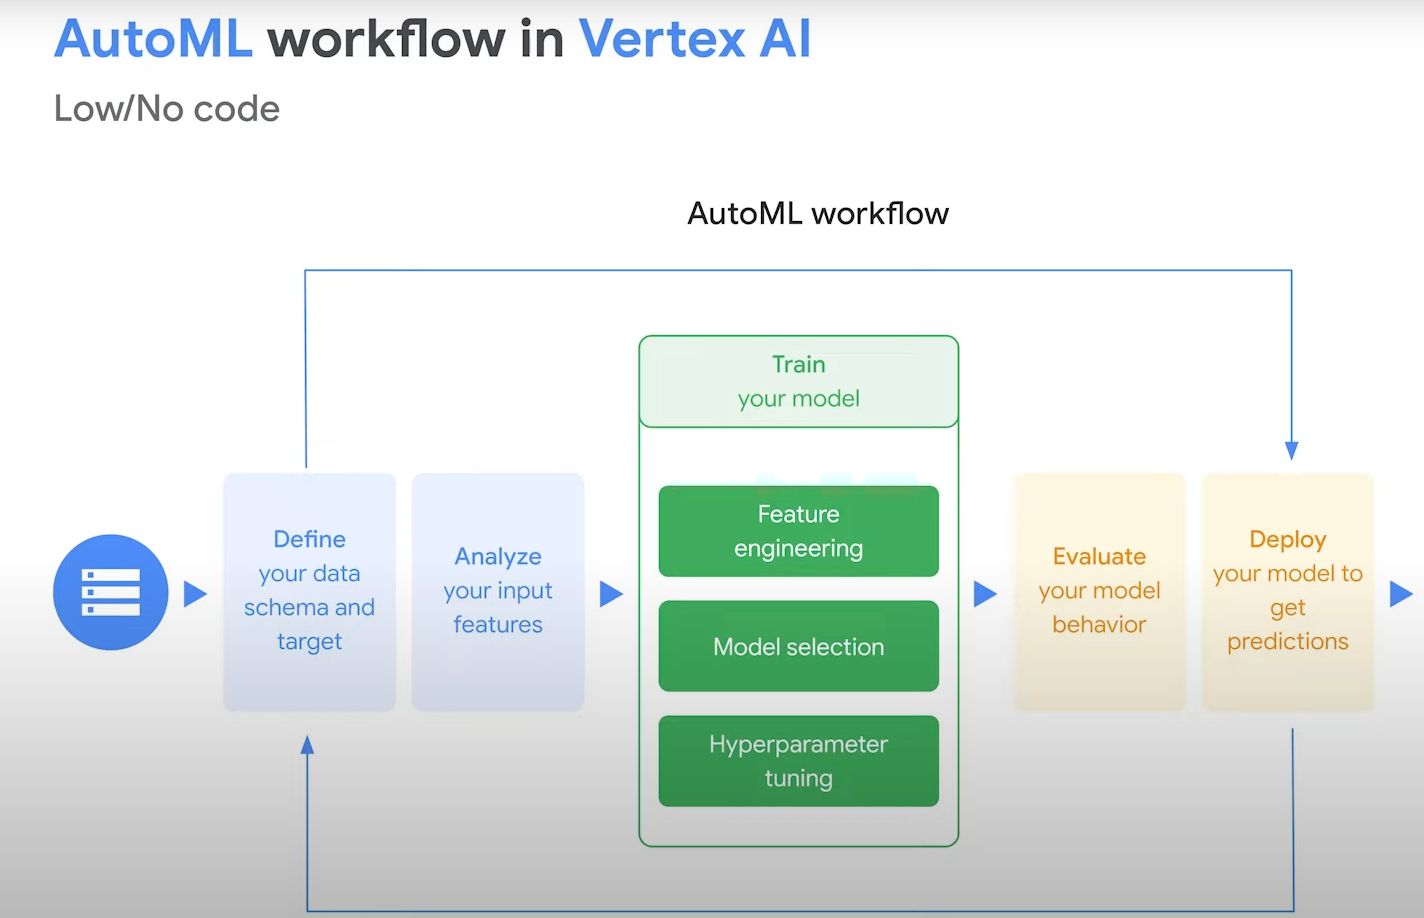 AutoML workflow in Vertex AI
Low/No code
AutoML workflow
Define
your data
schema and
target
Analyze
your input
features
Train
your model
Feature
engineering
Model selection
Hyperparameter
tuning
Evaluate
your model
behavior
Deploy
your model to
get
predictions